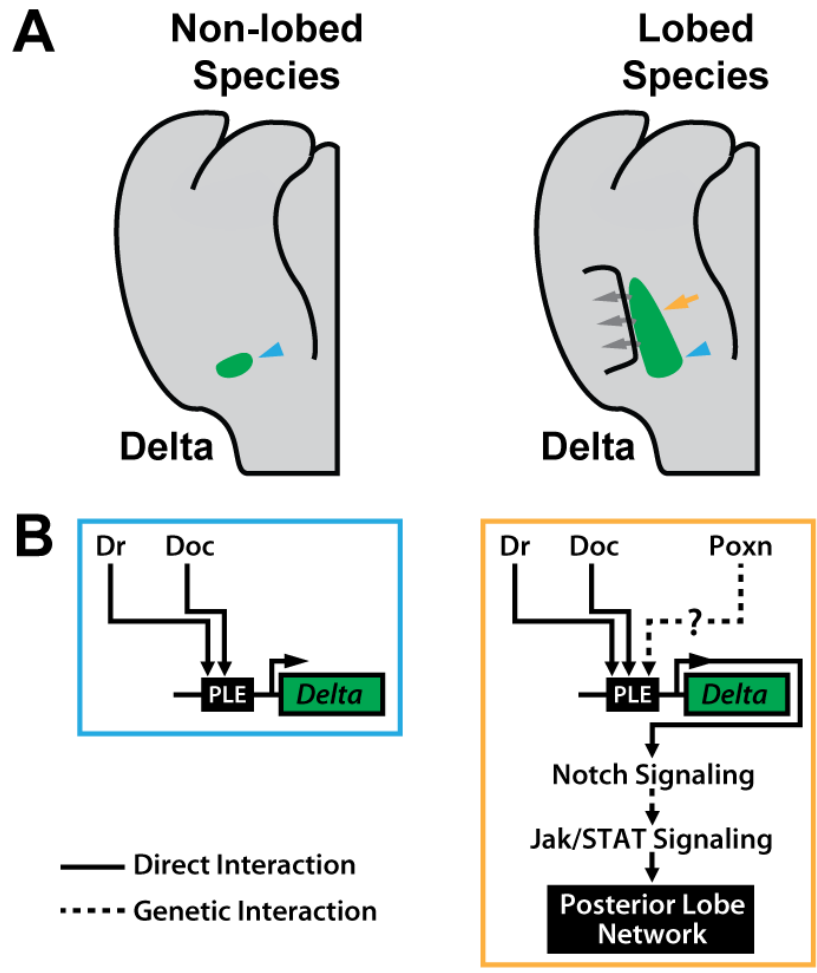 A
Non-lobed
Species
Lobed
Species
Delta
Delta
B
Dr Doc
PLE
Delta
Dr Doc Poxn
?
PLE
Delta
Notch Signaling
Jak/STAT Signaling
Posterior Lobe
Network
Direct Interaction
Genetic Interaction